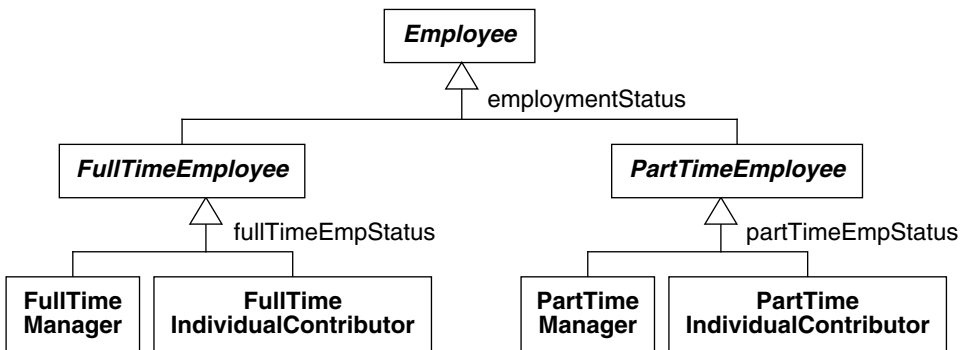 Employee
employmentStatus
FullTimeEmployee
PartTimeEmployee
fullTimeEmpStatus
partTimeEmpStatus
FullTime
Manager
FullTime
IndividualContributor
PartTime
Manager
PartTime
IndividualContributor